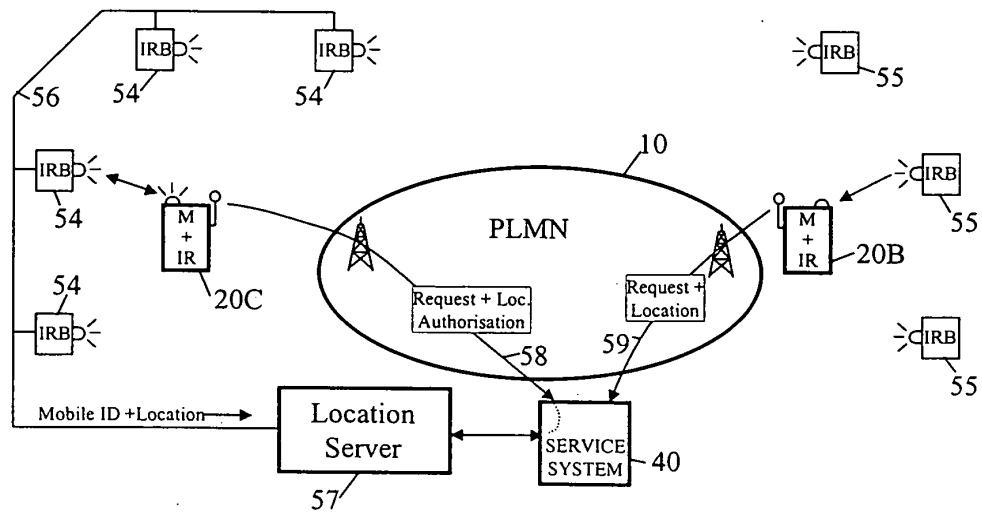 IRB
54
IRB
54
IRB
55
56
10
IRB
54
M
+
IR
20C
PLMN
M
+
IR
20B
IRB
55
54
IRB
Request + Loc.
Authorisation
58
Request +
Location
59
IRB
55
Mobile ID +Location
Location
Server
57
SERVICE
SYSTEM
40